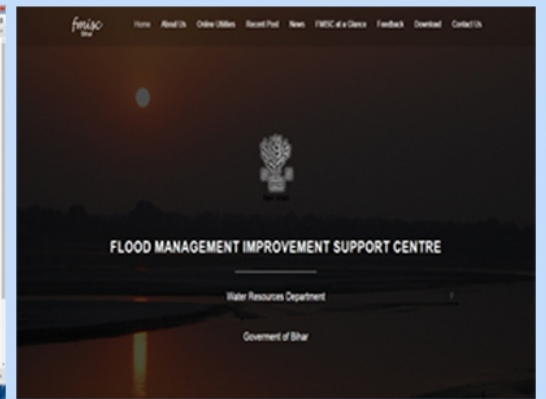 fmisc
Bihar
Home About Us Online Utilities Recent Post News FMISC at a Glance Feedback Download Contact Us
FLOOD MANAGEMENT IMPROVEMENT SUPPORT CENTRE
Water Resources Department
Goverment of Bihar